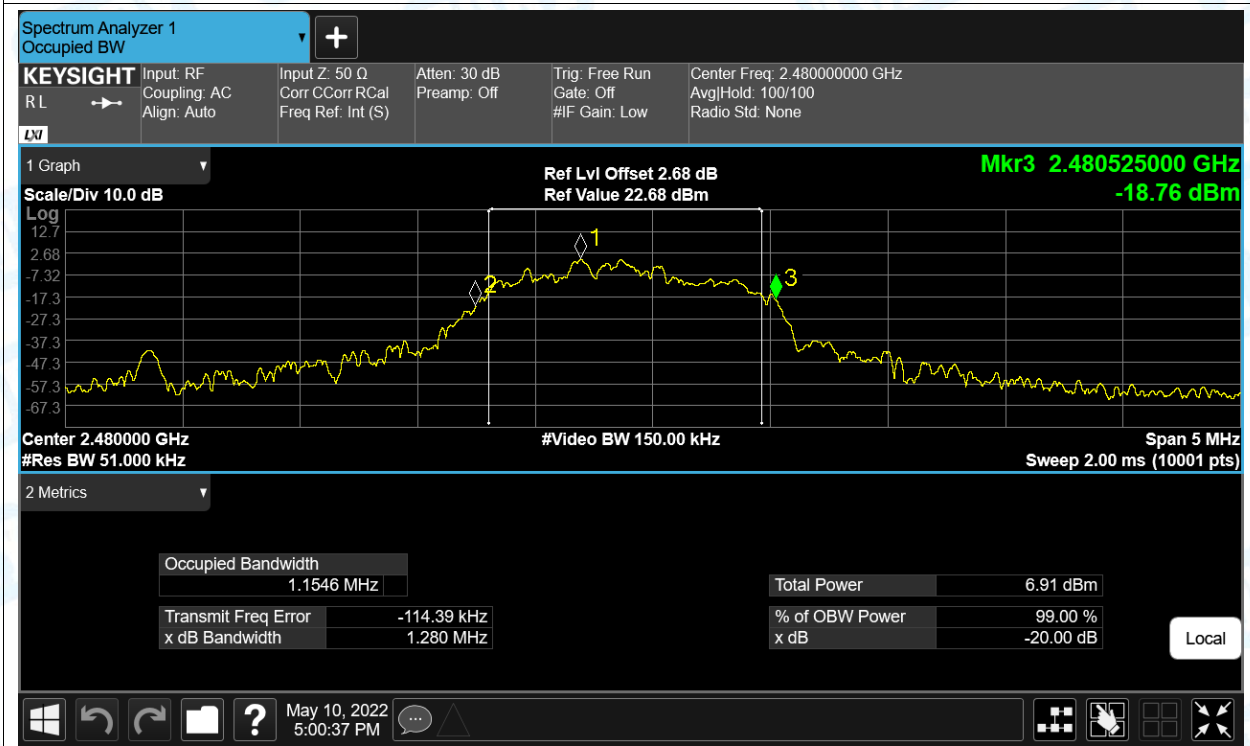 Spectrum Analyzer 1
Occupied BW
KEYSIGHT
R L
LXI
Input: RF
Coupling: AC
Align: Auto
Input Z: 50 Ω
Corr CCorr RCal
Freq Ref: Int (S)
Atten: 30 dB
Preamp: Off
Trig: Free Run
Gate: Off
#IF Gain: Low
Center Freq: 2.480000000 GHz
Avg|Hold: 100/100
Radio Std: None
1 Graph
Scale/Div 10.0 dB
Ref Lvl Offset 2.68 dB
Ref Value 22.68 dBm
Mkr3 2.480525000 GHz
-18.76 dBm
Log
12.7
2.68
-7.32
-17.3
-27.3
-37.3
-47.3
-57.3
-67.3
1
2
3
Center 2.480000 GHz
#Video BW 150.00 kHz
Span 5 MHz
#Res BW 51.000 kHz
Sweep 2.00 ms (10001 pts)
2 Metrics
Occupied Bandwidth
1.1546 MHz
Total Power 6.91 dBm
Transmit Freq Error -114.39 kHz
% of OBW Power 99.00 %
x dB Bandwidth 1.280 MHz
x dB -20.00 dB
Local
?
May 10, 2022
5:00:37 PM